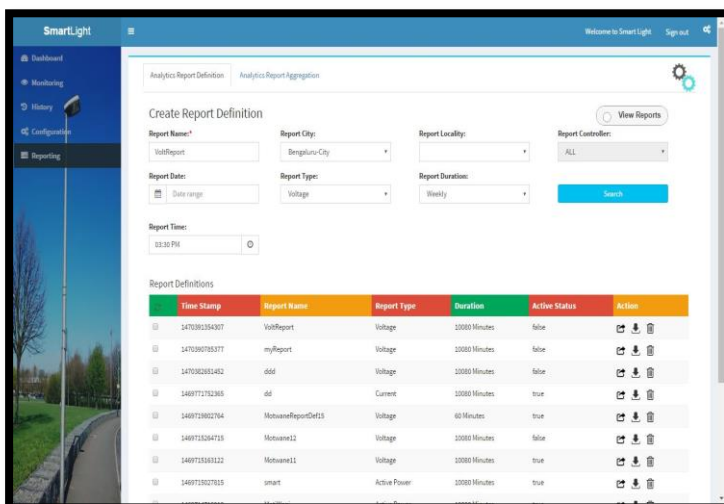 SmartLight
Welcome to Smart Light Sign out
Dashboard
Monitoring
History
Configuration
Reporting
Analytics Report Definition Analytics Report Aggregation
Create Report Definition
View Reports
Report Name:* Report City: Report Locality: Report Controller:
VoltReport Bengaluru-City ALL
Report Date: Report Type: Report Duration:
Date range Voltage Weekly Search
Report Time:
03:30 PM
Report Definitions
Time Stamp Report Name Report Type Duration Active Status Action
1470391354307 VoltReport Voltage 10080 Minutes false
1470390785377 myReport Voltage 10080 Minutes false
1470382651452 ddd Voltage 10080 Minutes false
1469771752365 dd Current 10080 Minutes true
1469719802764 MotwaneReportDef15 Voltage 60 Minutes true
1469715264715 Motwane12 Voltage 10080 Minutes false
1469715163122 Motwane11 Voltage 10080 Minutes true
1469715027815 smart Active Power 10080 Minutes true